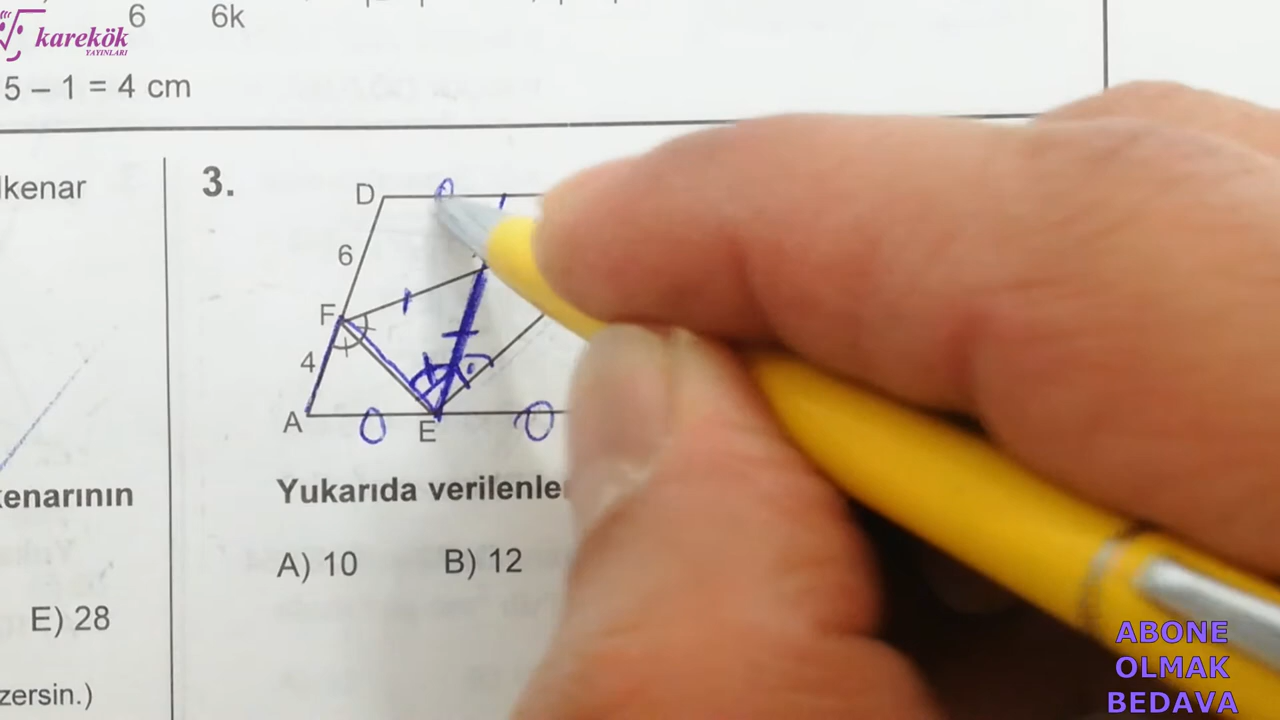 6 6k
karekök
YAYINLARI
5 – 1 = 4 cm
lkenar
kenarının
E) 28
zersin.)
3.
D
6
F
4
A
E
Yukarıda verilenle
A) 10 B) 12
ABONE
OLMAK
BEDAVA